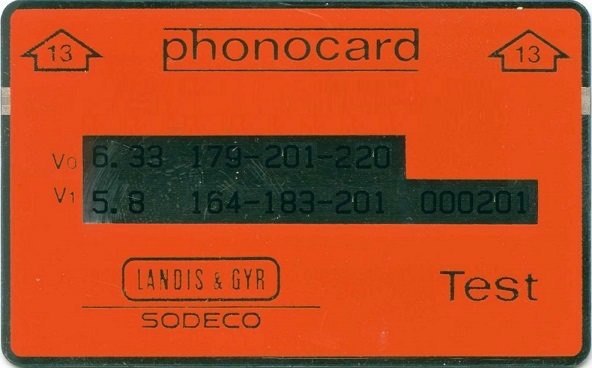 13 phonocard 13
V0 6.33 179-201-220
V1 5.8 164-183-201 000201
LANDIS & GYR Test
SODECO